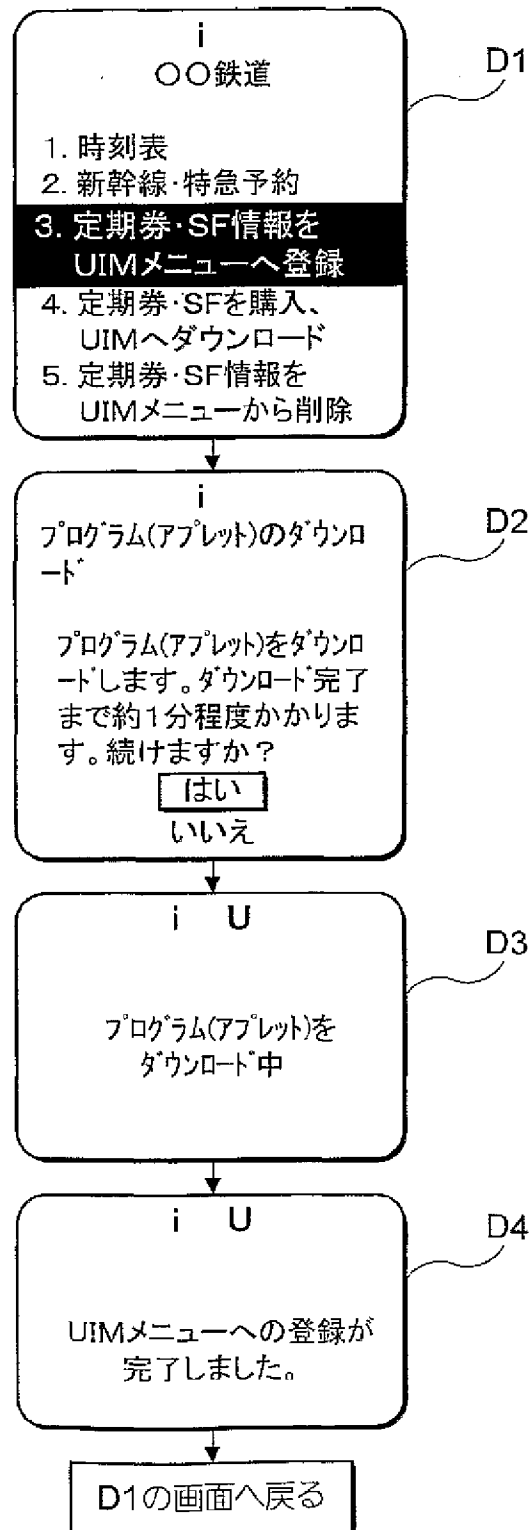 i
〇〇鉄道
D1
1. 時刻表
2. 新幹線・特急予約
3. 定期券・SF情報を
UIMメニューへ登録
4. 定期券・SFを購入、
UIMへダウンロード
5. 定期券・SF情報を
UIMメニューから削除
i
D2
プログラム(アプレット)のダウンロ
ード
プログラム(アプレット)をダウンロ
ードします。ダウンロード完了
まで約1分程度かかりま
す。続けますか？
はい
いいえ
i U
D3
プログラム(アプレット)を
ダウンロード中
i U
D4
UIMメニューへの登録が
完了しました。
D1の画面へ戻る